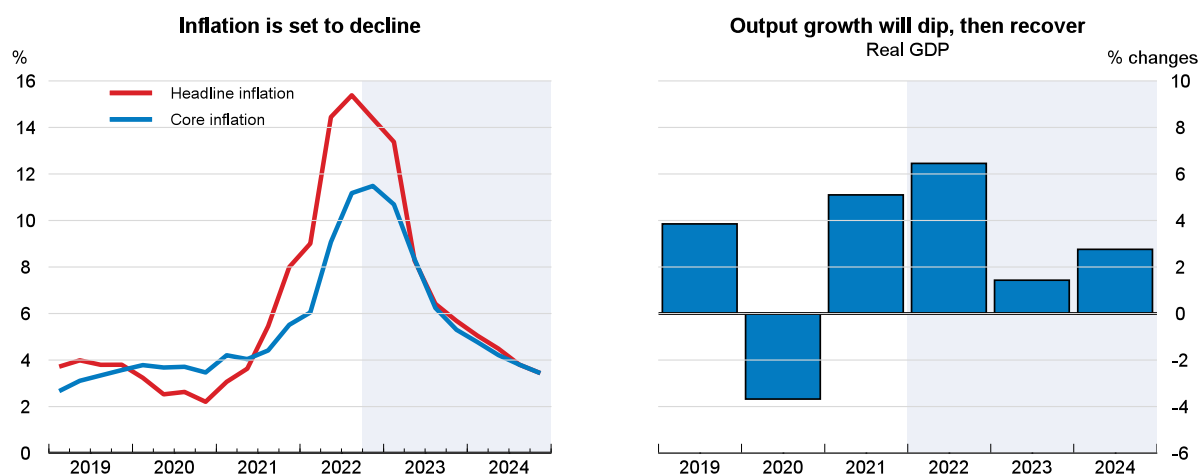 Inflation is set to decline
%
16
14
12
10
8
6
4
2
0
Headline inflation
Core inflation
2019 2020 2021 2022 2023 2024
Output growth will dip, then recover
Real GDP
% changes
10
8
6
4
2
0
-2
-4
-6
2019 2020 2021 2022 2023 2024